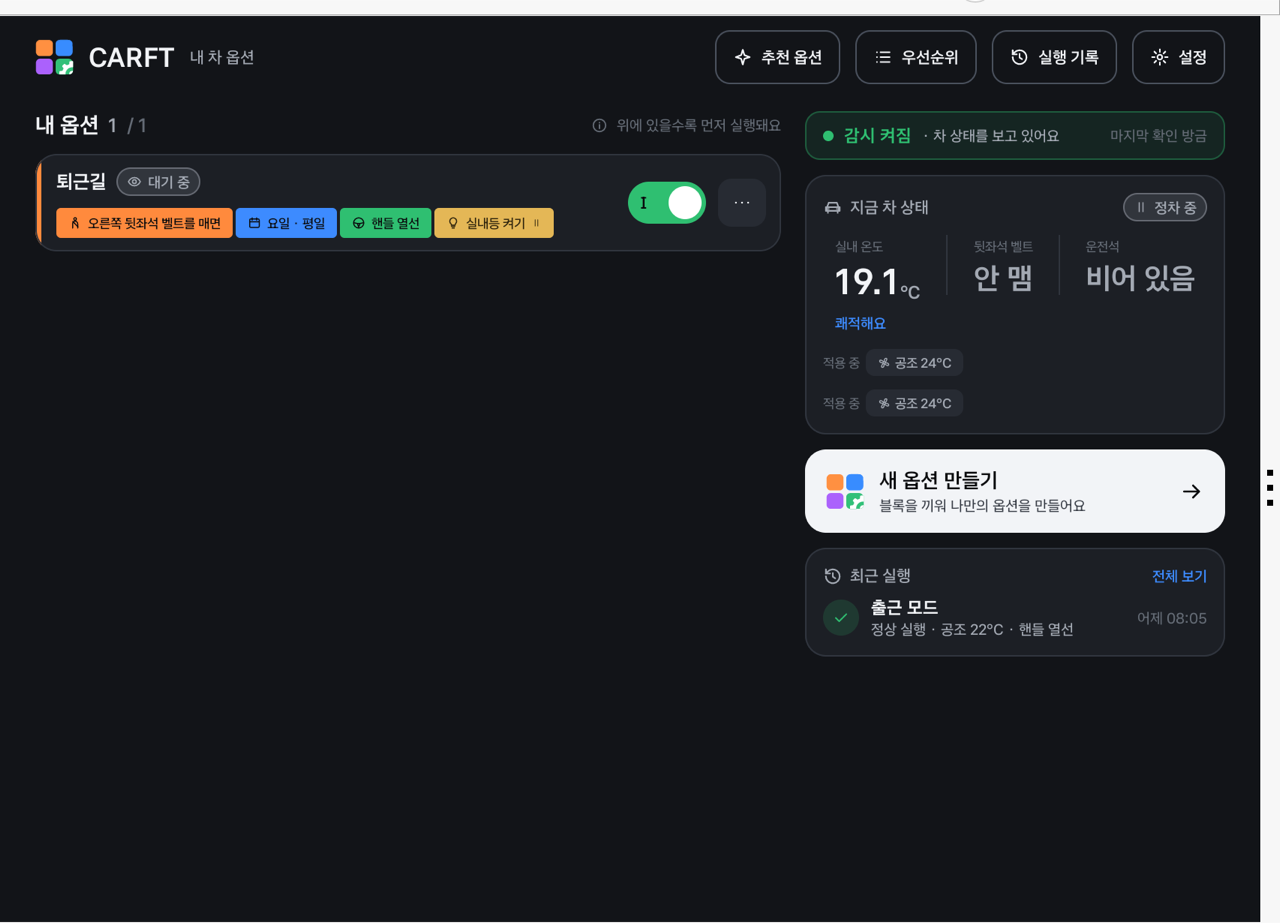 CARFT 내 차 옵션
추천 옵션
우선순위
실행 기록
설정
내 옵션 1 / 1
위에 있을수록 먼저 실행돼요
퇴근길 대기 중
오른쪽 뒷좌석 벨트를 매면 요일 · 평일 핸들 열선 실내등 켜기
...
감시 켜짐 · 차 상태를 보고 있어요 마지막 확인 방금
지금 차 상태 정차 중
실내 온도 뒷좌석 벨트 운전석
19.1℃ 안 맴 비어 있음
쾌적해요
적용 중 공조 24℃
적용 중 공조 24℃
새 옵션 만들기
블록을 끼워 나만의 옵션을 만들어요
최근 실행 전체 보기
출근 모드
정상 실행 · 공조 22℃ · 핸들 열선
어제 08:05